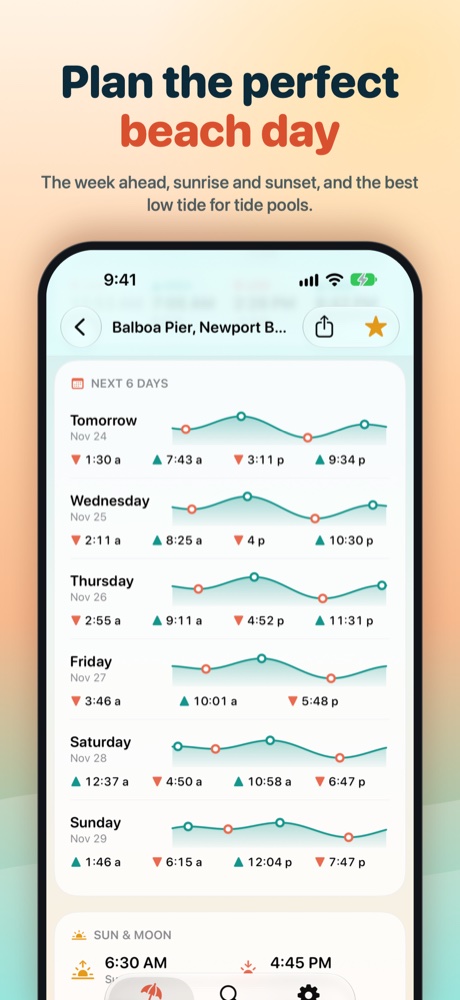 Plan the perfect
beach day
The week ahead, sunrise and sunset, and the best
low tide for tide pools.
9:41
Balboa Pier, Newport B...
NEXT 6 DAYS
Tomorrow
Nov 24
1:30 a 7:43 a 3:11 p 9:34 p
Wednesday
Nov 25
2:11 a 8:25 a 4 p 10:30 p
Thursday
Nov 26
2:55 a 9:11 a 4:52 p 11:31 p
Friday
Nov 27
3:46 a 10:01 a 5:48 p
Saturday
Nov 28
12:37 a 4:50 a 10:58 a 6:47 p
Sunday
Nov 29
1:46 a 6:15 a 12:04 p 7:47 p
SUN & MOON
6:30 AM 4:45 PM